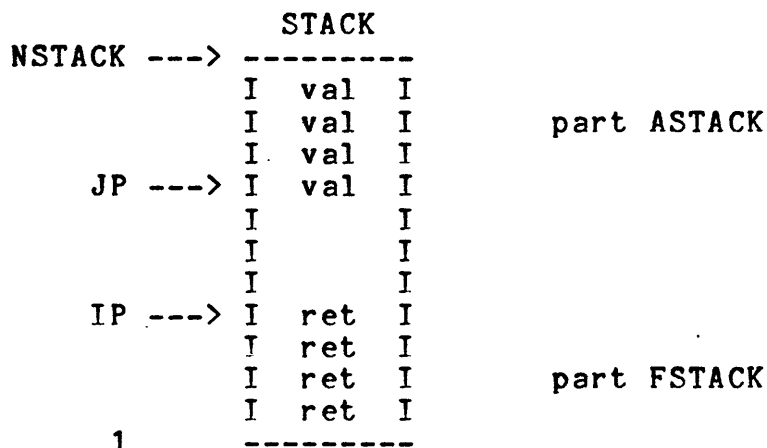 STACK
NSTACK ---> ---------
I val I
I val I part ASTACK
I val I
JP ---> I val I
I I
I I
I I
IP ---> I ret I
I ret I
I ret I part FSTACK
I ret I
1 ---------